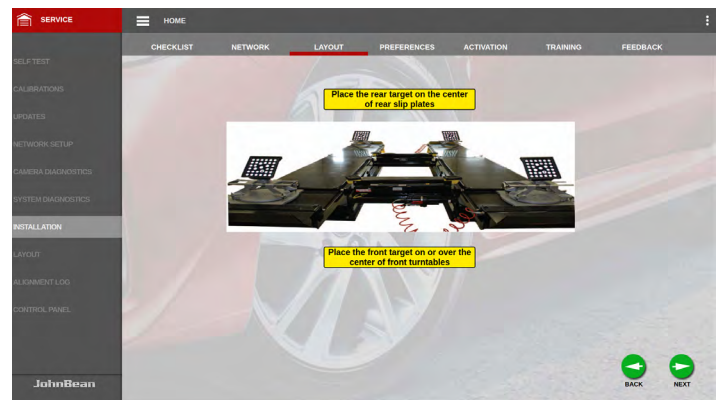 SERVICE
HOME
CHECKLIST NETWORK LAYOUT PREFERENCES ACTIVATION TRAINING FEEDBACK
SELF TEST
CALIBRATIONS
UPDATES
NETWORK SETUP
CAMERA DIAGNOSTICS
SYSTEM DIAGNOSTICS
INSTALLATION
LAYOUT
ALIGNMENT LOG
CONTROL PANEL
JohnBean
Place the rear target on the center
of rear slip plates
Place the front target on or over the
center of front turntables
BACK NEXT